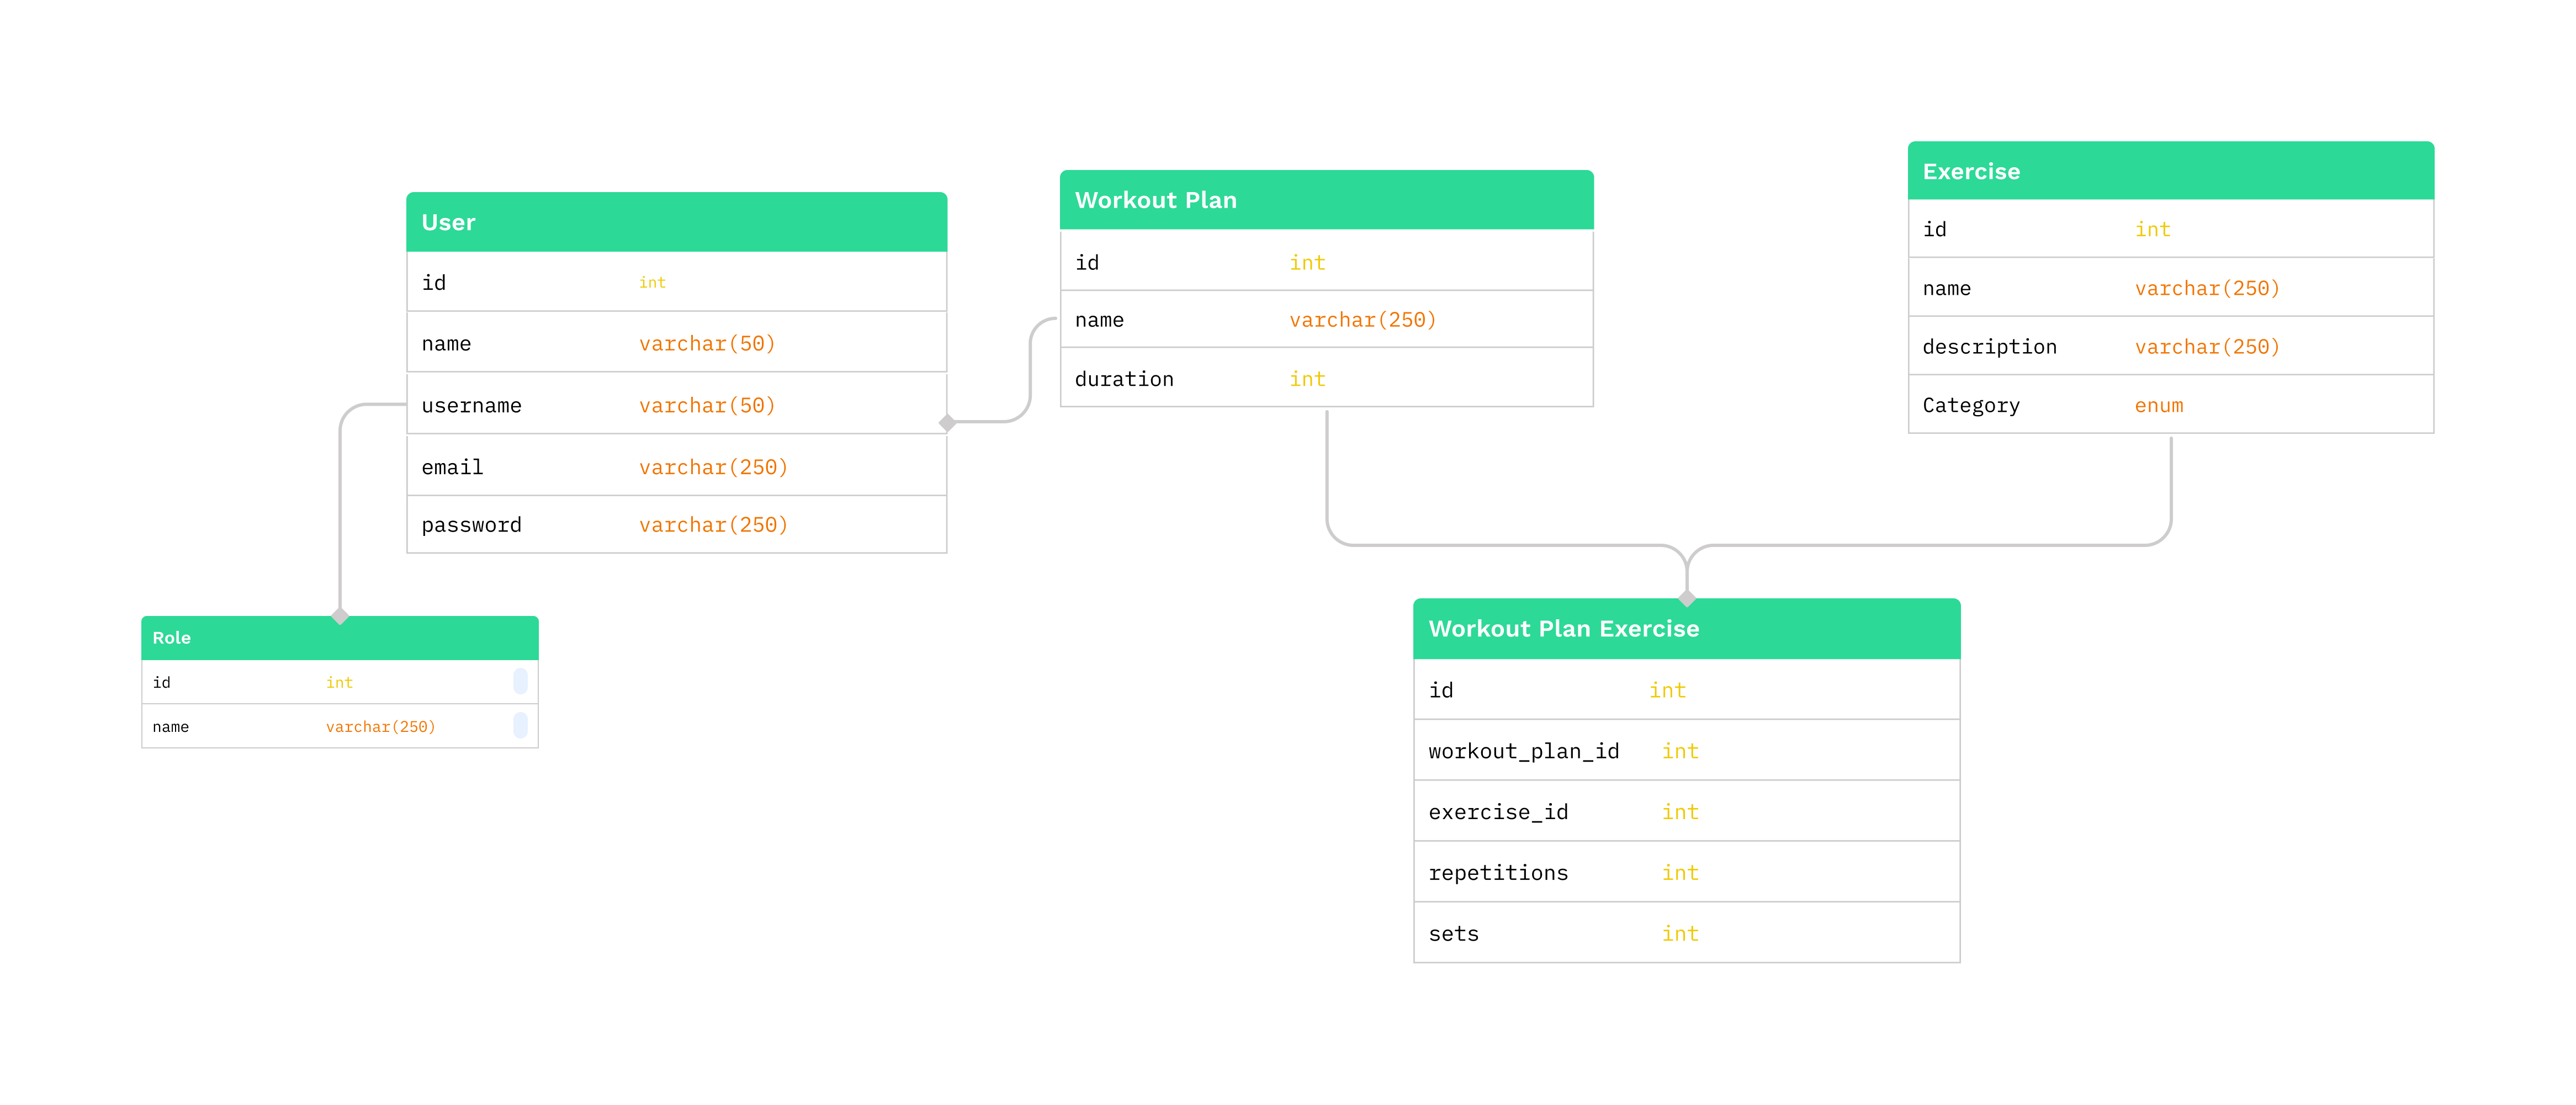 User
id int
name varchar(50)
username varchar(50)
email varchar(250)
password varchar(250)
Workout Plan
id int
name varchar(250)
duration int
Exercise
id int
name varchar(250)
description varchar(250)
Category enum
Role
id int
name varchar(250)
Workout Plan Exercise
id int
workout_plan_id int
exercise_id int
repetitions int
sets int